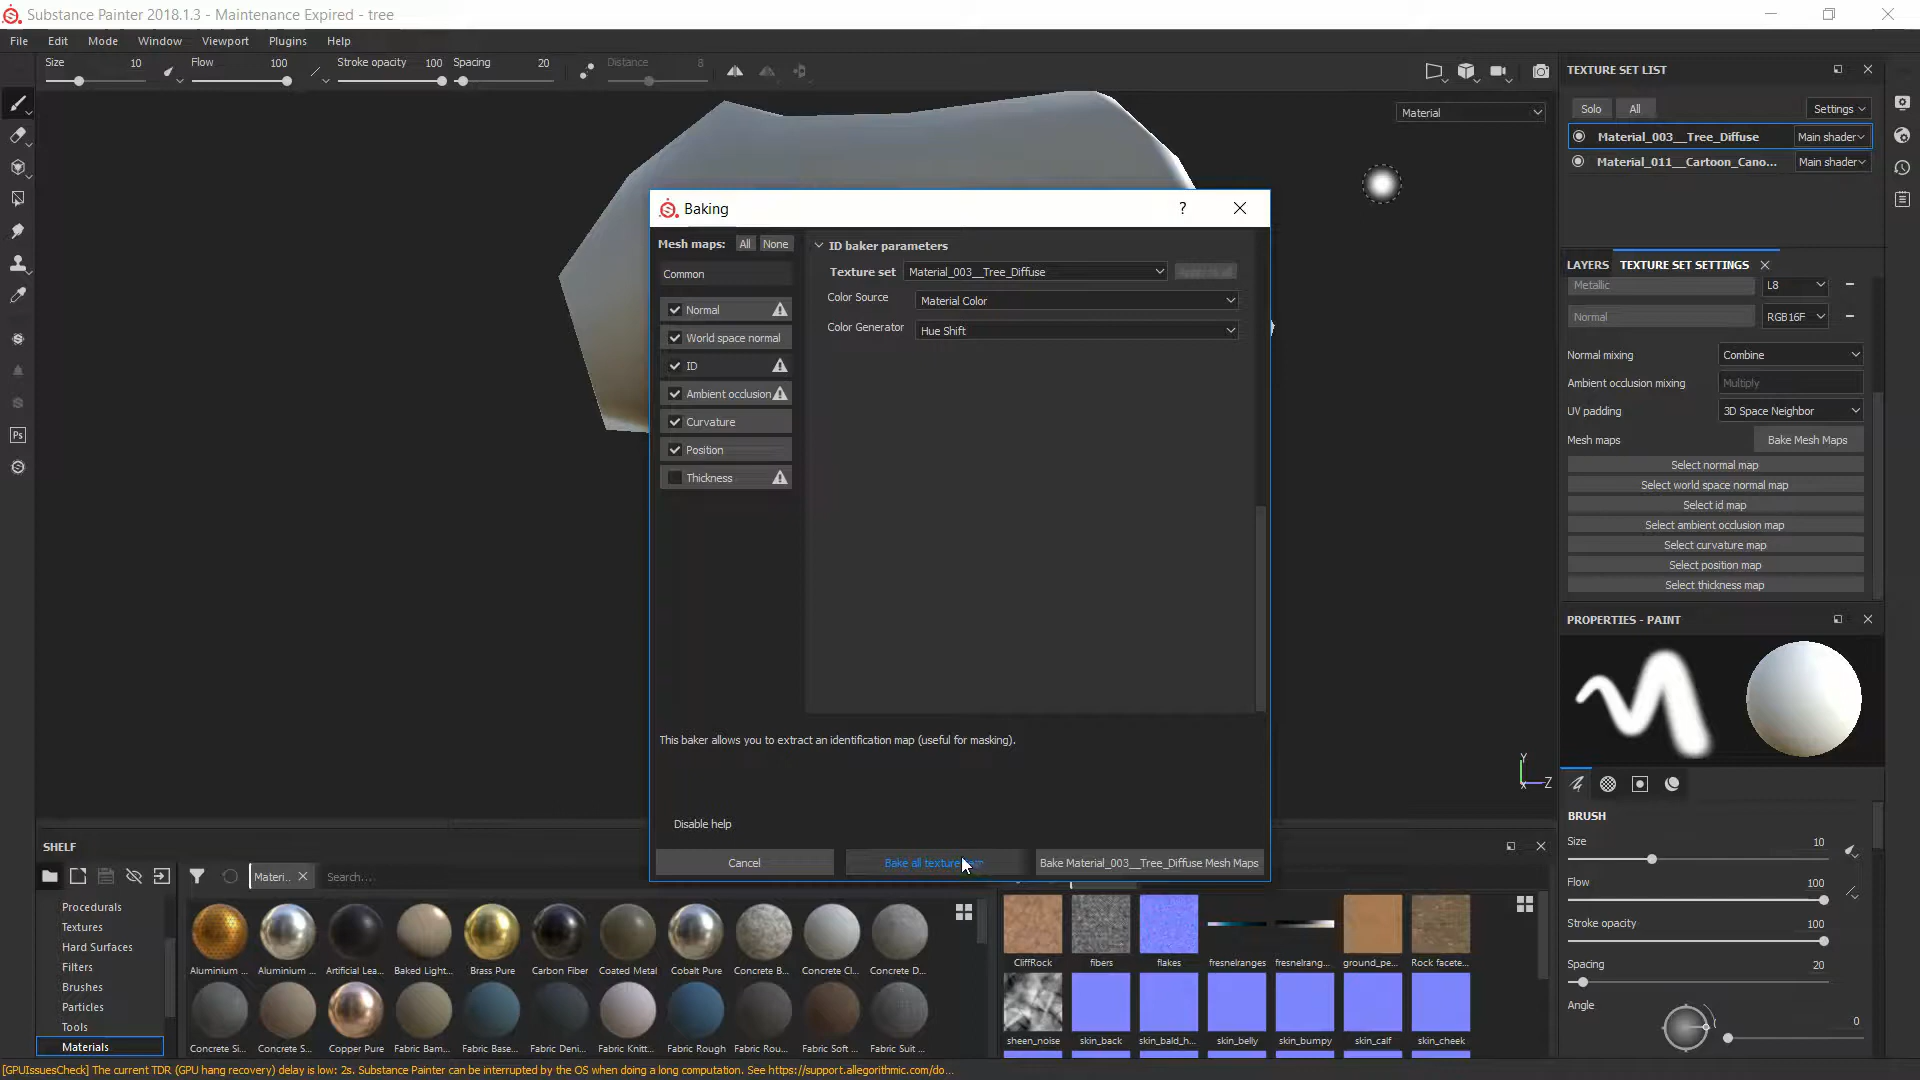 Substance Painter 2018.1.3 - Maintenance Expired - tree
File Edit Mode Window Viewport Plugins Help
Size 10 Flow 100 Stroke opacity 100 Spacing 20 Distance 8
Material
TEXTURE SET LIST
Solo All Settings
Material_003__Tree_Diffuse Main shader
Material_011__Cartoon_Cano... Main shader
Baking ?
Mesh maps: All None
Common
Normal
World space normal
ID
Ambient occlusion
Curvature
Position
Thickness
ID baker parameters
Texture set Material_003__Tree_Diffuse
Color Source Material Color
Color Generator Hue Shift
This baker allows you to extract an identification map (useful for masking).
Disable help
Cancel Bake all texture Bake Material_003__Tree_Diffuse Mesh Maps
LAYERS TEXTURE SET SETTINGS
Metallic L8
Normal RGB16F
Normal mixing Combine
Ambient occlusion mixing Multiply
UV padding 3D Space Neighbor
Mesh maps Bake Mesh Maps
Select normal map
Select world space normal map
Select id map
Select ambient occlusion map
Select curvature map
Select position map
Select thickness map
PROPERTIES - PAINT
BRUSH
Size 10
Flow 100
Stroke opacity 100
Spacing 20
Angle 0
Ps
Y
X Z
SHELF
Materi... Search...
Procedurals
Textures
Hard Surfaces
Filters
Brushes
Particles
Tools
Materials
Aluminium ... Aluminium ... Artificial Lea... Baked Light... Brass Pure Carbon Fiber Coated Metal Cobalt Pure Concrete B... Concrete Cl... Concrete D...
Concrete Si... Concrete S... Copper Pure Fabric Bam... Fabric Base... Fabric Deni... Fabric Knitt... Fabric Rough Fabric Rou... Fabric Soft ... Fabric Suit ...
CliffRock fibers flakes fresnelranges fresnelrang... ground_pe... Rock facete...
sheen_noise skin_back skin_bald_h... skin_belly skin_bumpy skin_calf skin_cheek
[GPUIssuesCheck] The current TDR (GPU hang recovery) delay is low: 2s. Substance Painter can be interrupted by the OS when doing a long computation. See https://support.allegorithmic.com/do...